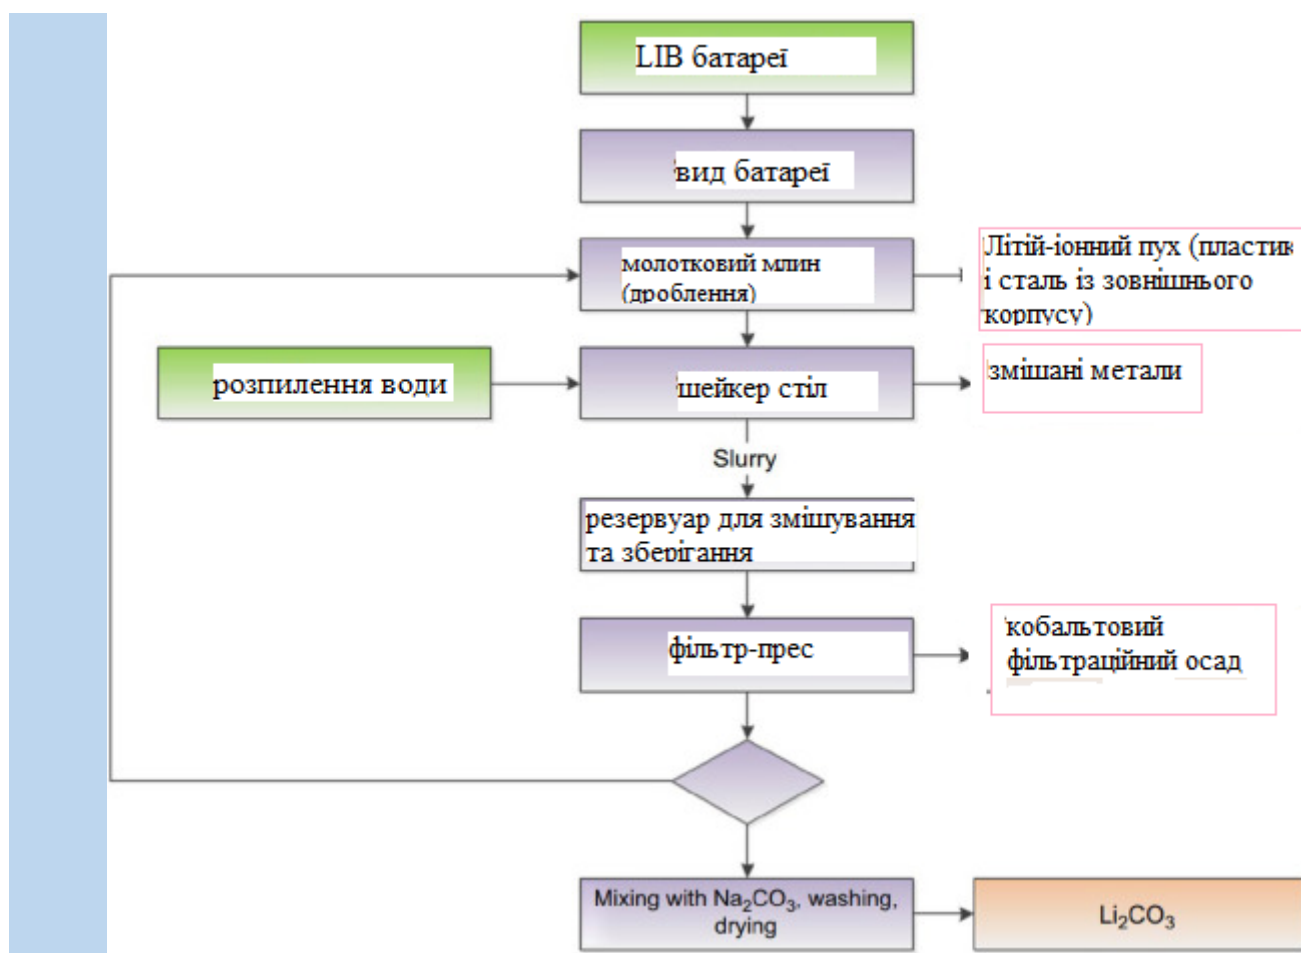 LIB батареї
вид батареї
молотковий млин
(дроблення)
Літій-іонний пух (пластик
і сталь із зовнішнього
корпусу)
розпилення води
шейкер стіл
змішані метали
Slurry
резервуар для змішування
та зберігання
фільтр-прес
кобальтовий
фільтраційний осад
Mixing with Na₂CO₃, washing,
drying
Li₂CO₃